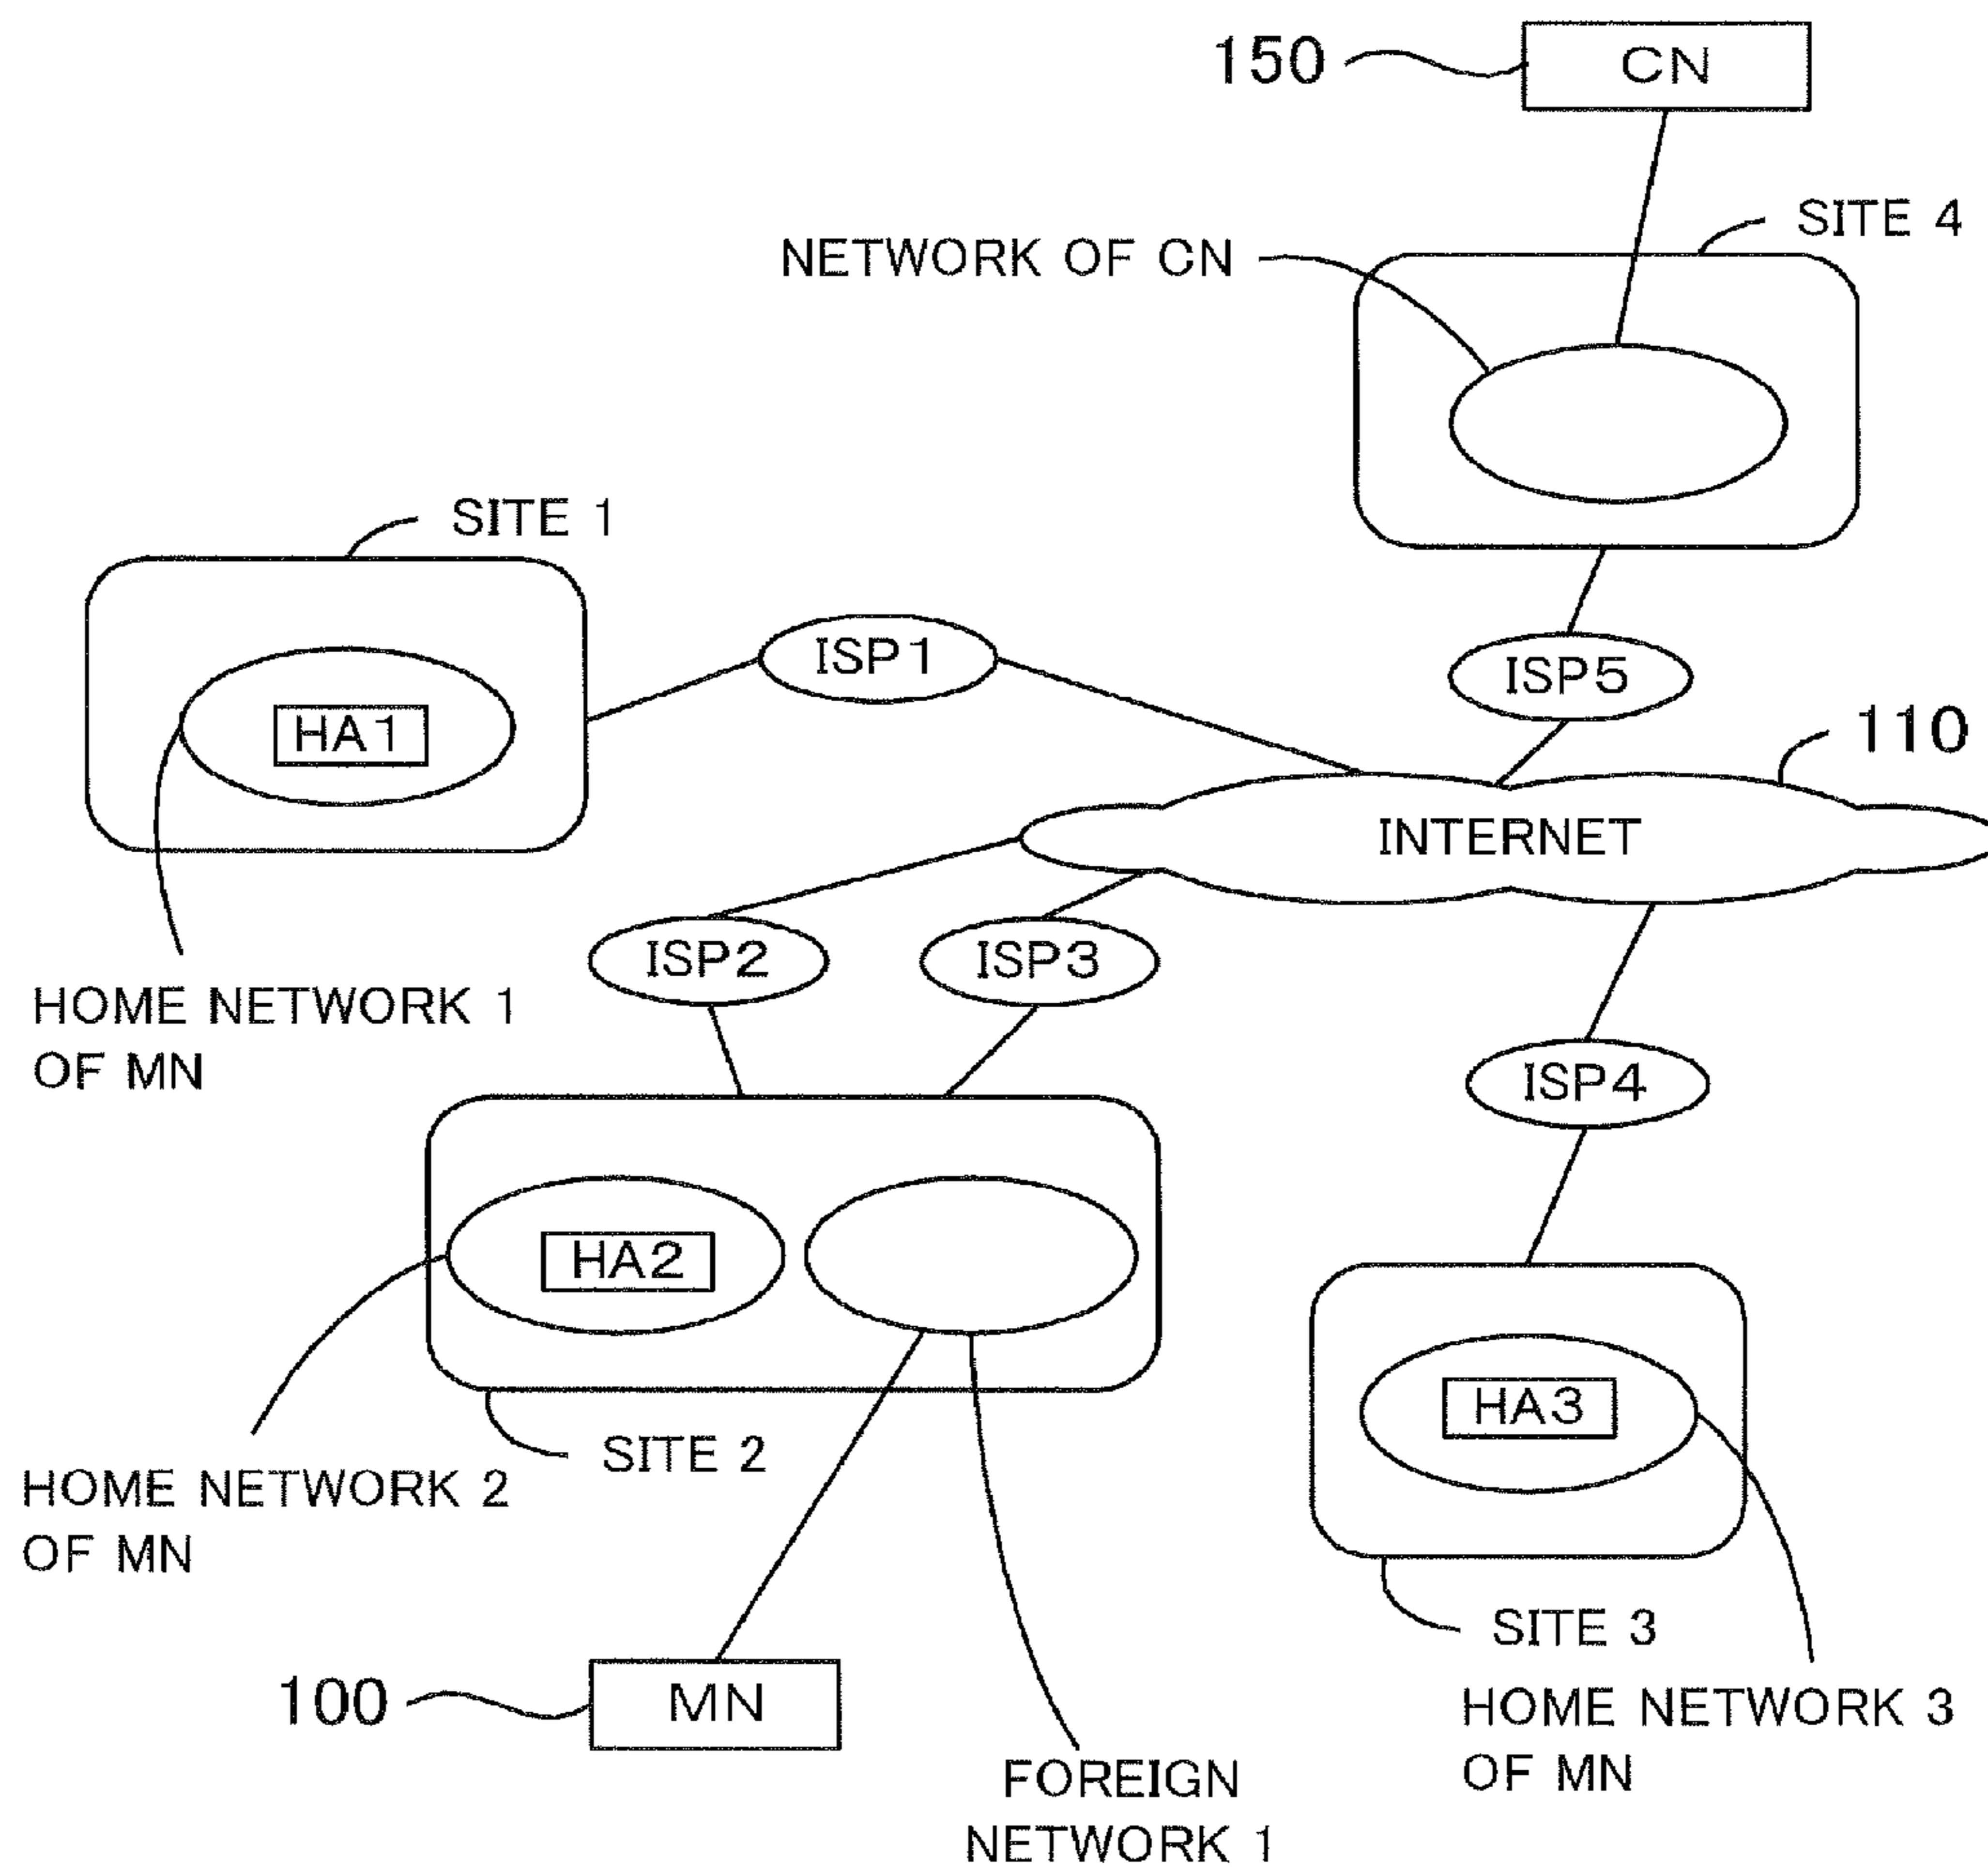 150
CN
SITE 4
NETWORK OF CN
SITE 1
ISP1
ISP5
HA1
110
INTERNET
ISP2
ISP3
HOME NETWORK 1
OF MN
ISP4
HA2
HA3
SITE 2
HOME NETWORK 2
OF MN
SITE 3
100
MN
HOME NETWORK 3
OF MN
FOREIGN
NETWORK 1